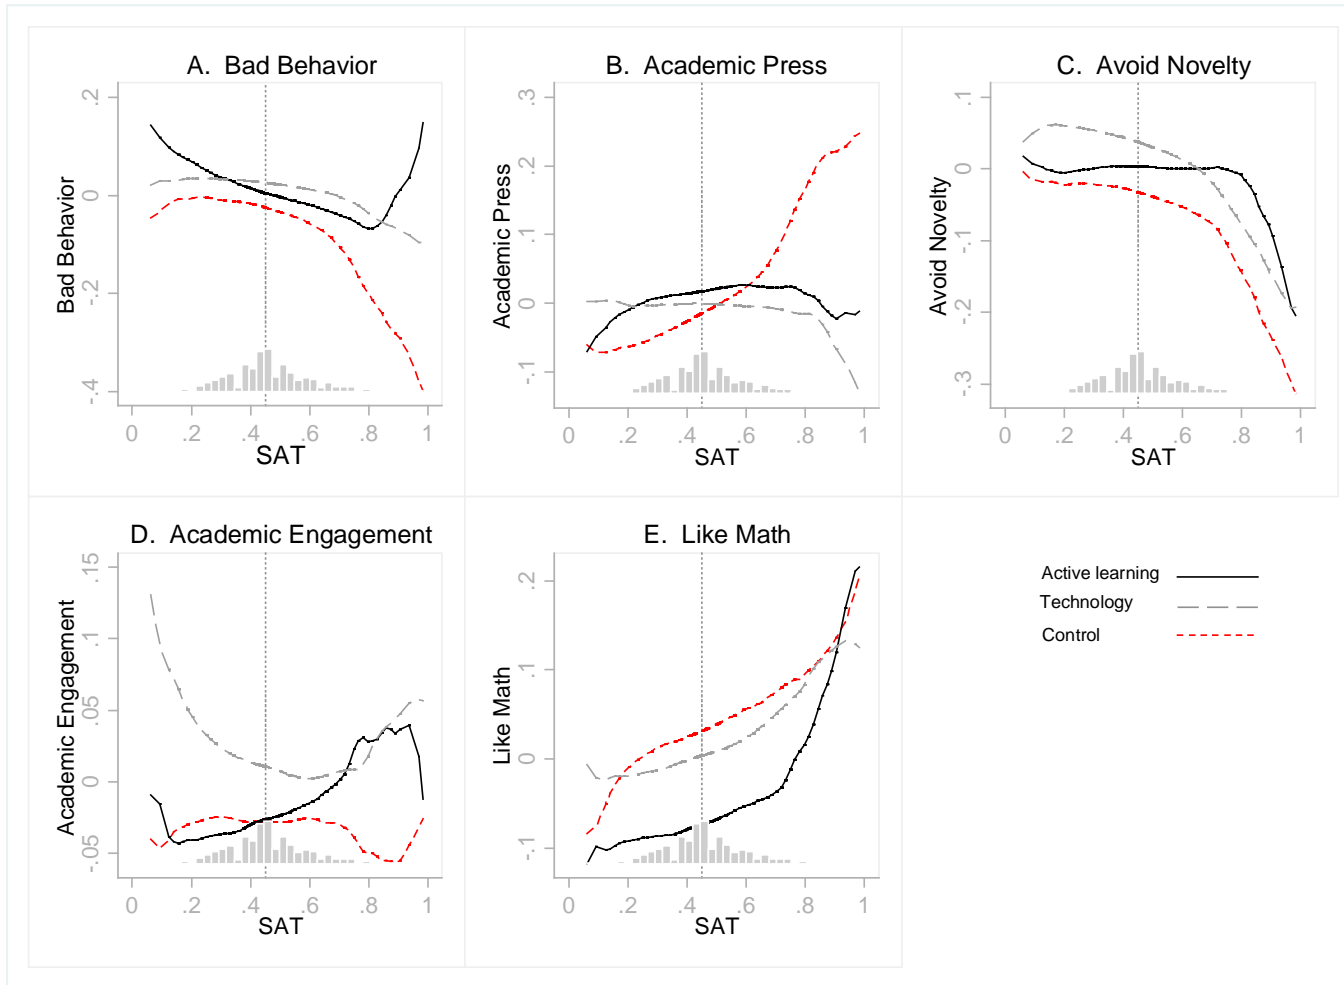 A. Bad Behavior
Bad Behavior
.2
0
-.2
-.4
0 .2 .4 .6 .8 1
SAT
B. Academic Press
Academic Press
.3
.2
.1
0
-.1
0 .2 .4 .6 .8 1
SAT
C. Avoid Novelty
Avoid Novelty
.1
0
-.1
-.2
-.3
0 .2 .4 .6 .8 1
SAT
D. Academic Engagement
Academic Engagement
.15
.1
.05
0
-.05
0 .2 .4 .6 .8 1
SAT
E. Like Math
Like Math
.2
.1
0
-.1
0 .2 .4 .6 .8 1
SAT
Active learning
Technology
Control